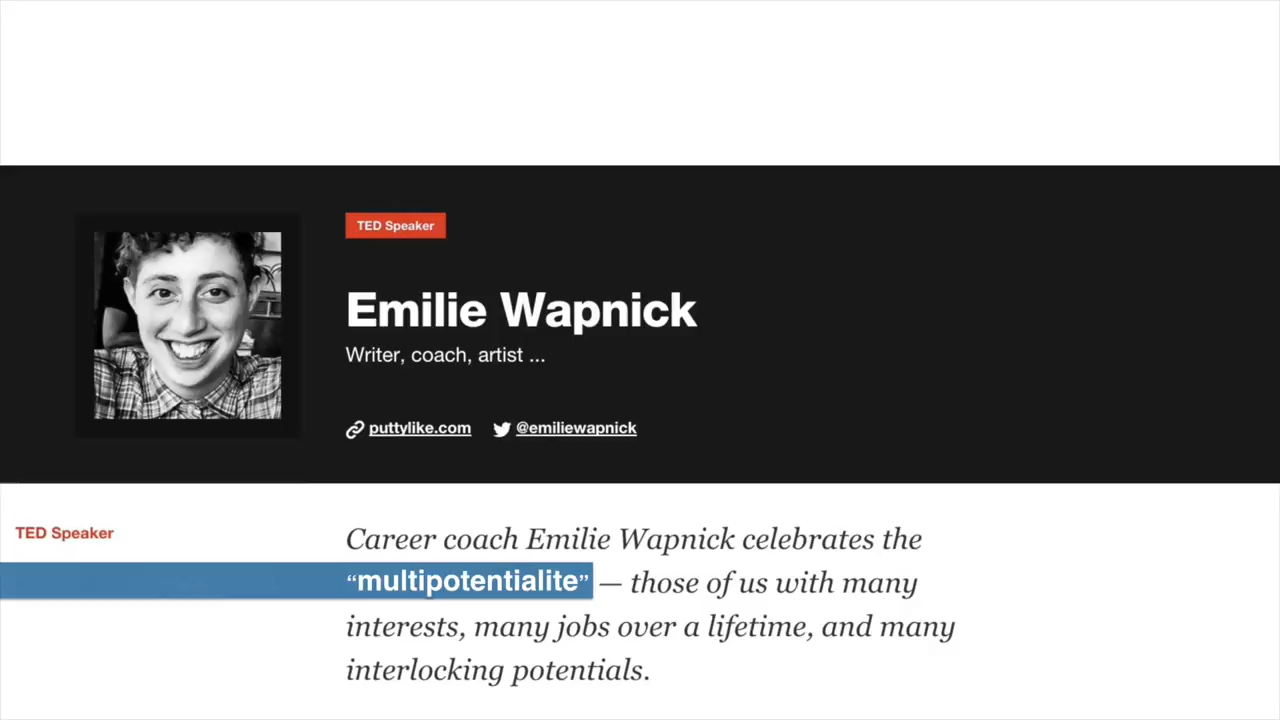 TED Speaker
Emilie Wapnick
Writer, coach, artist ...
puttylike.com @emiliewapnick
TED Speaker
Career coach Emilie Wapnick celebrates the
“multipotentialite” — those of us with many
interests, many jobs over a lifetime, and many
interlocking potentials.